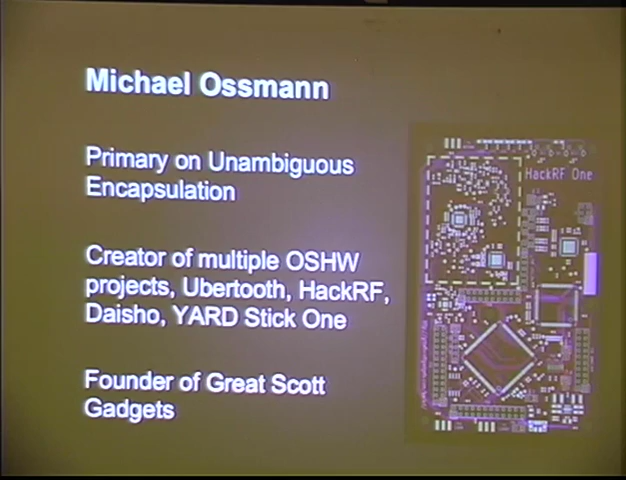 Michael Ossmann
Primary on Unambiguous
Encapsulation
Creator of multiple OSHW
projects, Ubertooth, HackRF,
Daisho, YARD Stick One
Founder of Great Scott
Gadgets
HackRF One